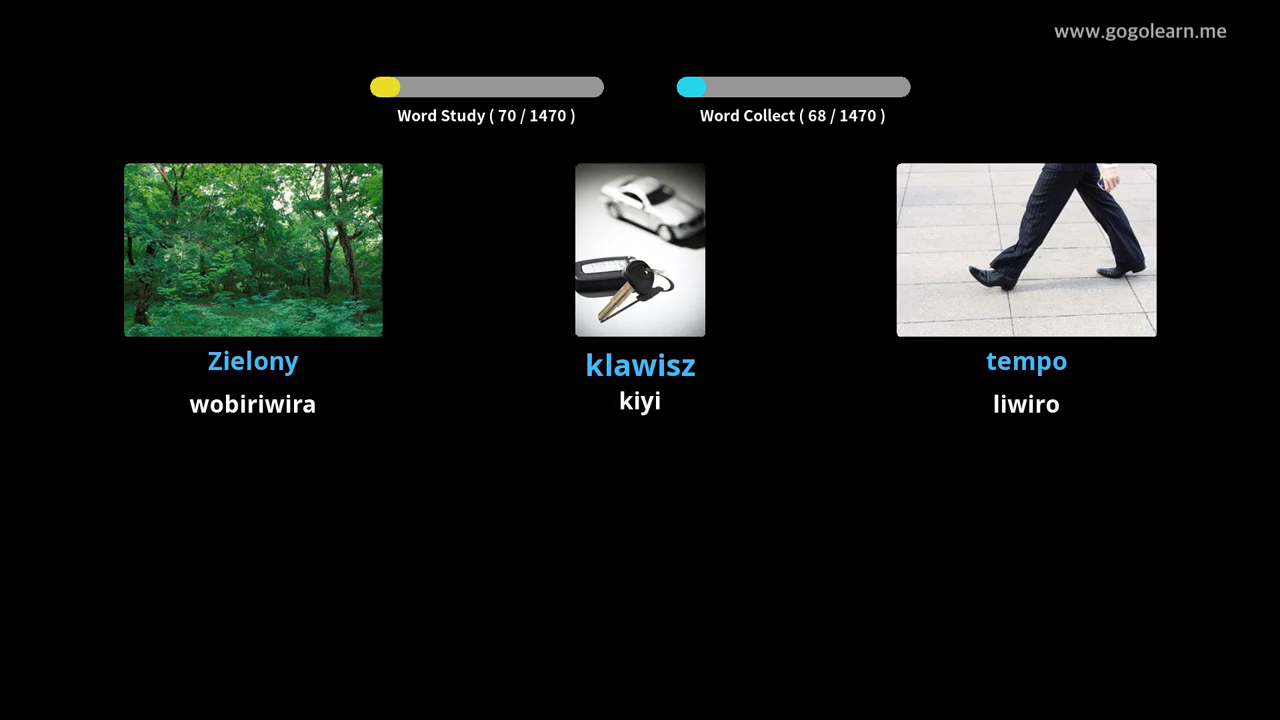 www.gogolearn.me
Word Study ( 70 / 1470 )
Word Collect ( 68 / 1470 )
Zielony
wobiriwira
klawisz
kiyi
tempo
liwiro